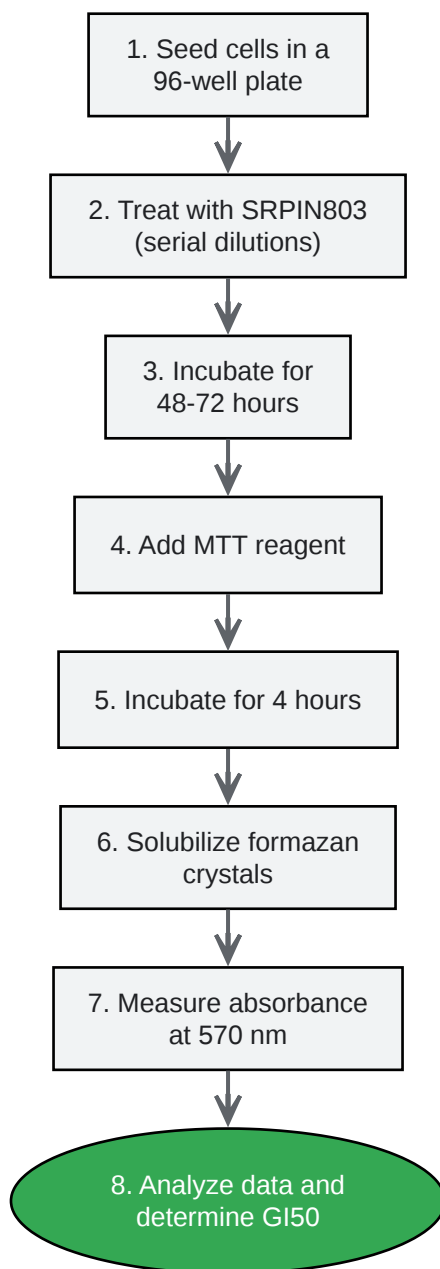 1. Seed cells in a
96-well plate
2. Treat with SRPIN803
(serial dilutions)
3. Incubate for
48-72 hours
4. Add MTT reagent
5. Incubate for 4 hours
6. Solubilize formazan
crystals
7. Measure absorbance
at 570 nm
8. Analyze data and
determine GI50